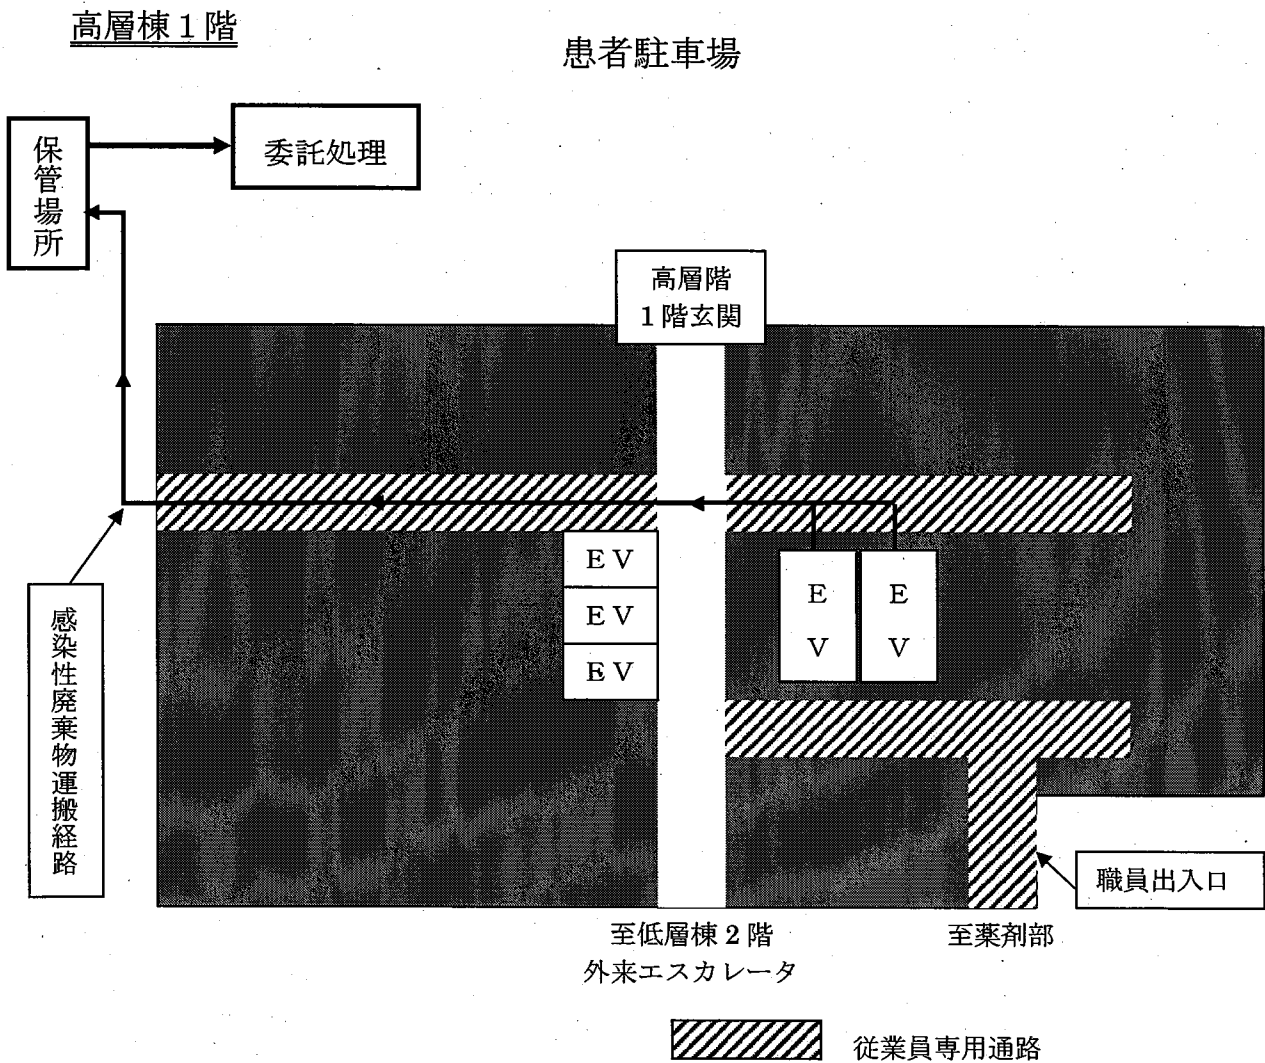 高層棟1階
患者駐車場
保管場所
委託処理
高層階
1階玄関
EV
EV
EV
EV
EV
感染性廃棄物運搬経路
職員出入口
至低層棟2階
外来エスカレータ
至薬剤部
従業員専用通路